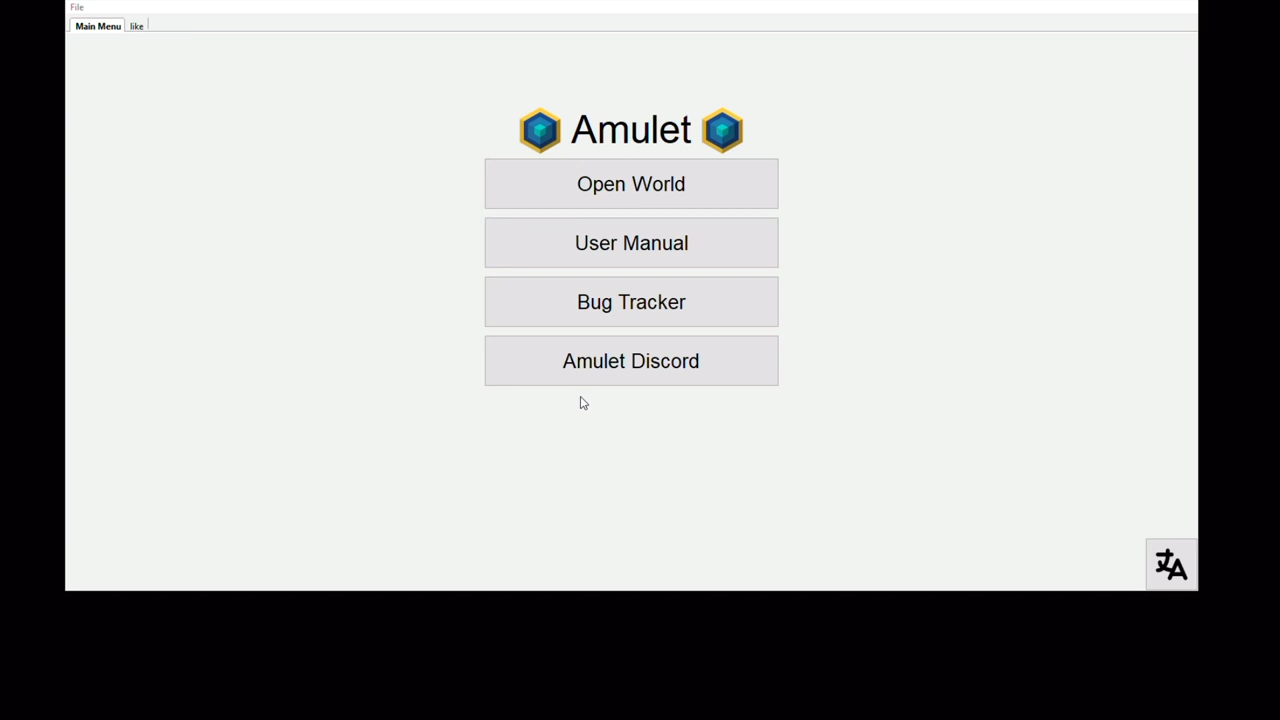 File
Main Menu like
Amulet
Open World
User Manual
Bug Tracker
Amulet Discord